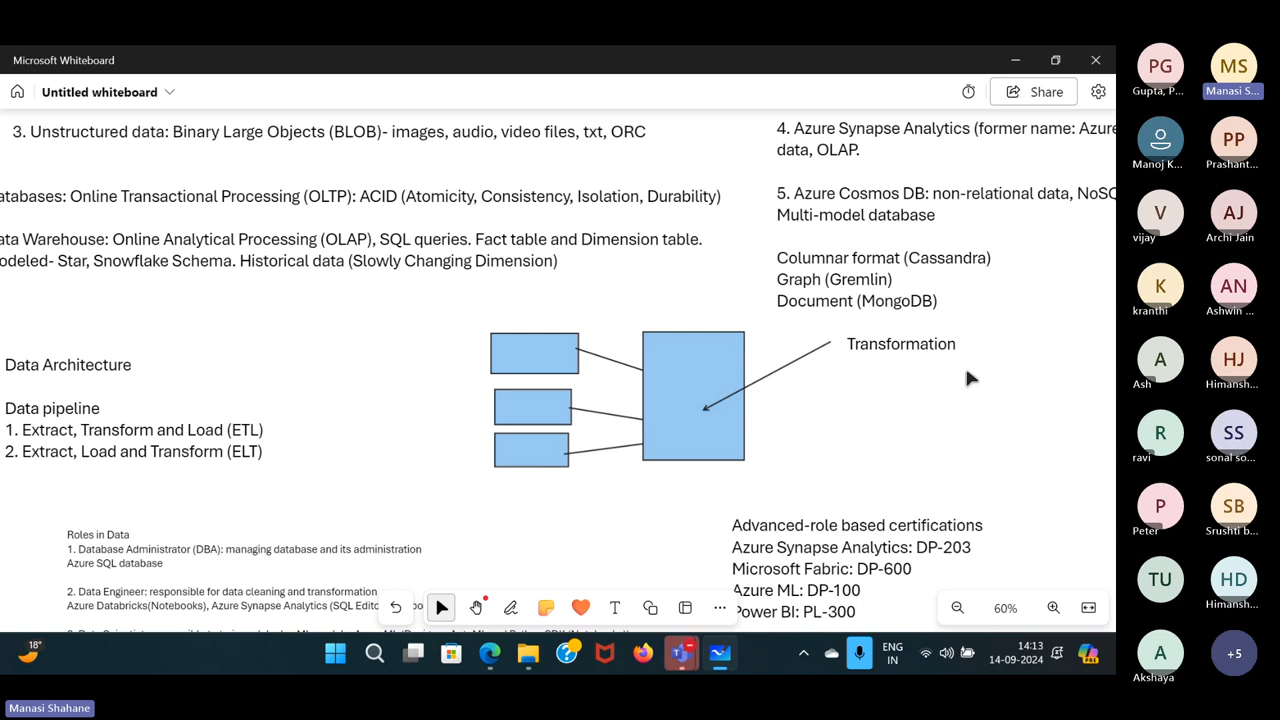 Microsoft Whiteboard
Untitled whiteboard
Share
3. Unstructured data: Binary Large Objects (BLOB)- images, audio, video files, txt, ORC
atabases: Online Transactional Processing (OLTP): ACID (Atomicity, Consistency, Isolation, Durability)
ata Warehouse: Online Analytical Processing (OLAP), SQL queries. Fact table and Dimension table.
odeled- Star, Snowflake Schema. Historical data (Slowly Changing Dimension)
4. Azure Synapse Analytics (former name: Azure
data, OLAP.
5. Azure Cosmos DB: non-relational data, NoSQ
Multi-model database
Columnar format (Cassandra)
Graph (Gremlin)
Document (MongoDB)
Transformation
Data Architecture
Data pipeline
1. Extract, Transform and Load (ETL)
2. Extract, Load and Transform (ELT)
Roles in Data
1. Database Administrator (DBA): managing database and its administration
Azure SQL database
2. Data Engineer: responsible for data cleaning and transformation
Azure Databricks(Notebooks), Azure Synapse Analytics (SQL Edito
Advanced-role based certifications
Azure Synapse Analytics: DP-203
Microsoft Fabric: DP-600
Azure ML: DP-100
Power BI: PL-300
60%
18°
ENG
IN
14:13
14-09-2024
PRE
PG
Gupta, P...
MS
Manasi S...
Manoj K...
PP
Prashant...
V
vijay
AJ
Archi Jain
K
kranthi
AN
Ashwin ...
A
Ash
HJ
Himansh...
R
ravi
SS
sonal so...
P
Peter
SB
Srushti b...
TU
HD
Himansh...
A
Akshaya
+5
Manasi Shahane